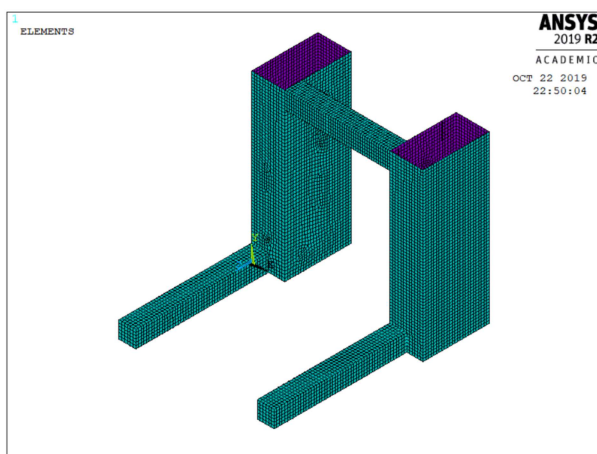 1
ELEMENTS
ANSYS
2019 R2
ACADEMIC
OCT 22 2019
22:50:04
Y
X